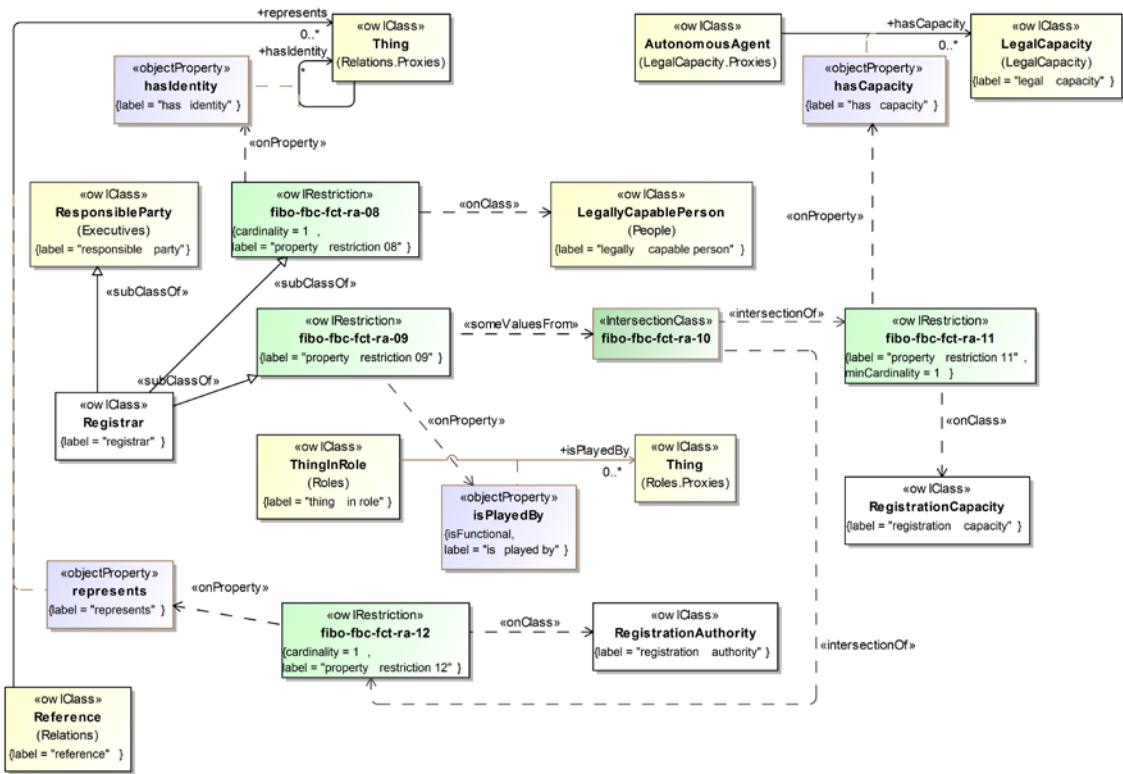 +represents
0..*
+hasIdentity
*
«owlClass»
Thing
(Relations.Proxies)
«objectProperty»
hasIdentity
{label = "has identity" }
«owlClass»
AutonomousAgent
(LegalCapacity.Proxies)
+hasCapacity
0..*
«owlClass»
LegalCapacity
(LegalCapacity)
{label = "legal capacity" }
«objectProperty»
hasCapacity
{label = "has capacity" }
«onProperty»
«owlClass»
ResponsibleParty
(Executives)
{label = "responsible party"}
«owlRestriction»
fibo-fbc-fct-ra-08
{cardinality = 1 ,
label = "property restriction 08" }
«onClass»
«owlClass»
LegallyCapablePerson
(People)
{label = "legally capable person" }
«onProperty»
«subClassOf»
«subClassOf»
«subClassOf»
«owlRestriction»
fibo-fbc-fct-ra-09
{label = "property restriction 09" }
«someValuesFrom»
«IntersectionClass»
fibo-fbc-fct-ra-10
«intersectionOf»
«owlRestriction»
fibo-fbc-fct-ra-11
{label = "property restriction 11" ,
minCardinality = 1 }
«owlClass»
Registrar
{label = "registrar" }
«onProperty»
«onClass»
«owlClass»
ThingInRole
(Roles)
{label = "thing in role" }
+isPlayedBy
0..*
«owlClass»
Thing
(Roles.Proxies)
«objectProperty»
isPlayedBy
{isFunctional,
label = "is played by" }
«owlClass»
RegistrationCapacity
{label = "registration capacity" }
«objectProperty»
represents
{label = "represents" }
«onProperty»
«owlRestriction»
fibo-fbc-fct-ra-12
{cardinality = 1 ,
label = "property restriction 12" }
«onClass»
«owlClass»
RegistrationAuthority
{label = "registration authority" }
«intersectionOf»
«owlClass»
Reference
(Relations)
{label = "reference" }